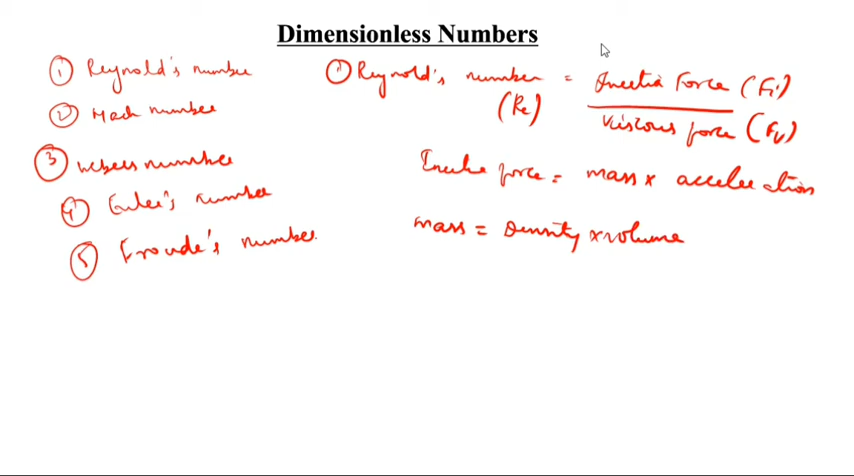 Dimensionless Numbers
① Reynold's number
② Mach number
③ Webers number
④ Euler's number
⑤ Froude's number
① Reynold's number (Re) = Inertia Force (Fi) / Viscous force (Fv)
Inertia force = mass x acceleration
mass = Density x volume